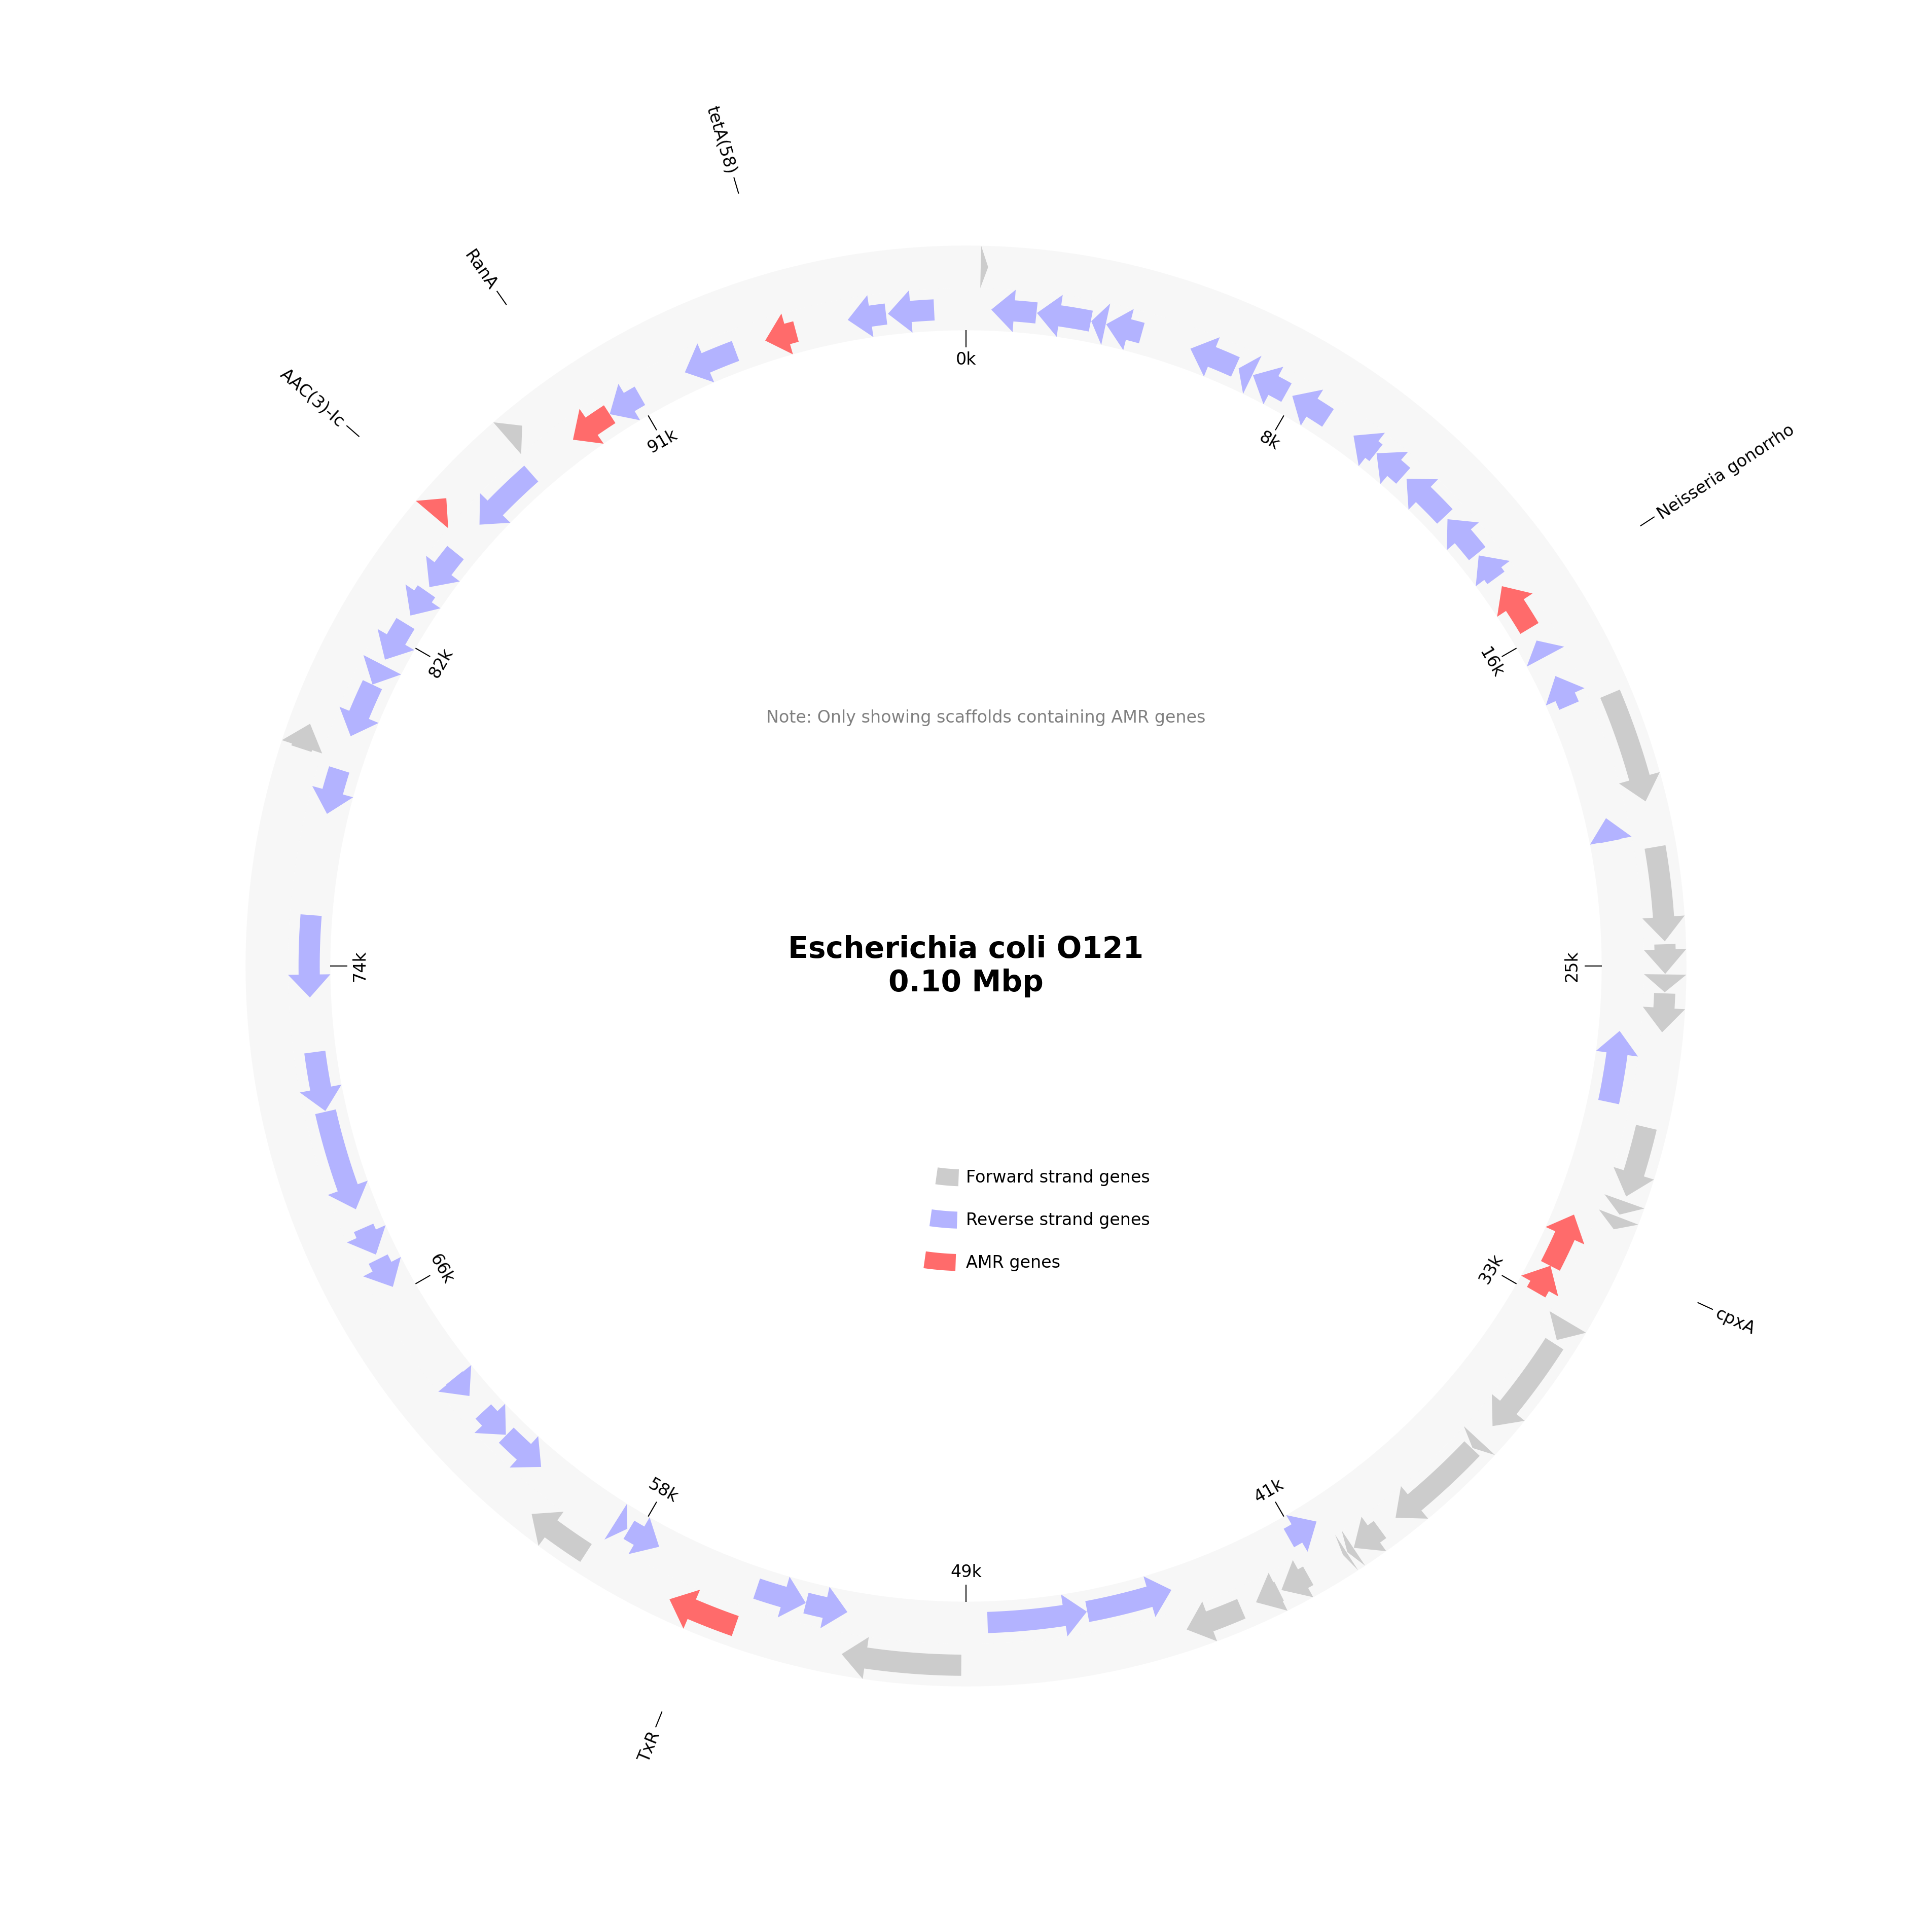 tetA(58)
RanA
AAC(3)-Ic
Neisseria gonorrho
0k
8k
91k
16k
82k
Note: Only showing scaffolds containing AMR genes
Escherichia coli O121
0.10 Mbp
25k
74k
Forward strand genes
Reverse strand genes
AMR genes
33k
66k
cpxA
41k
58k
49k
TxR